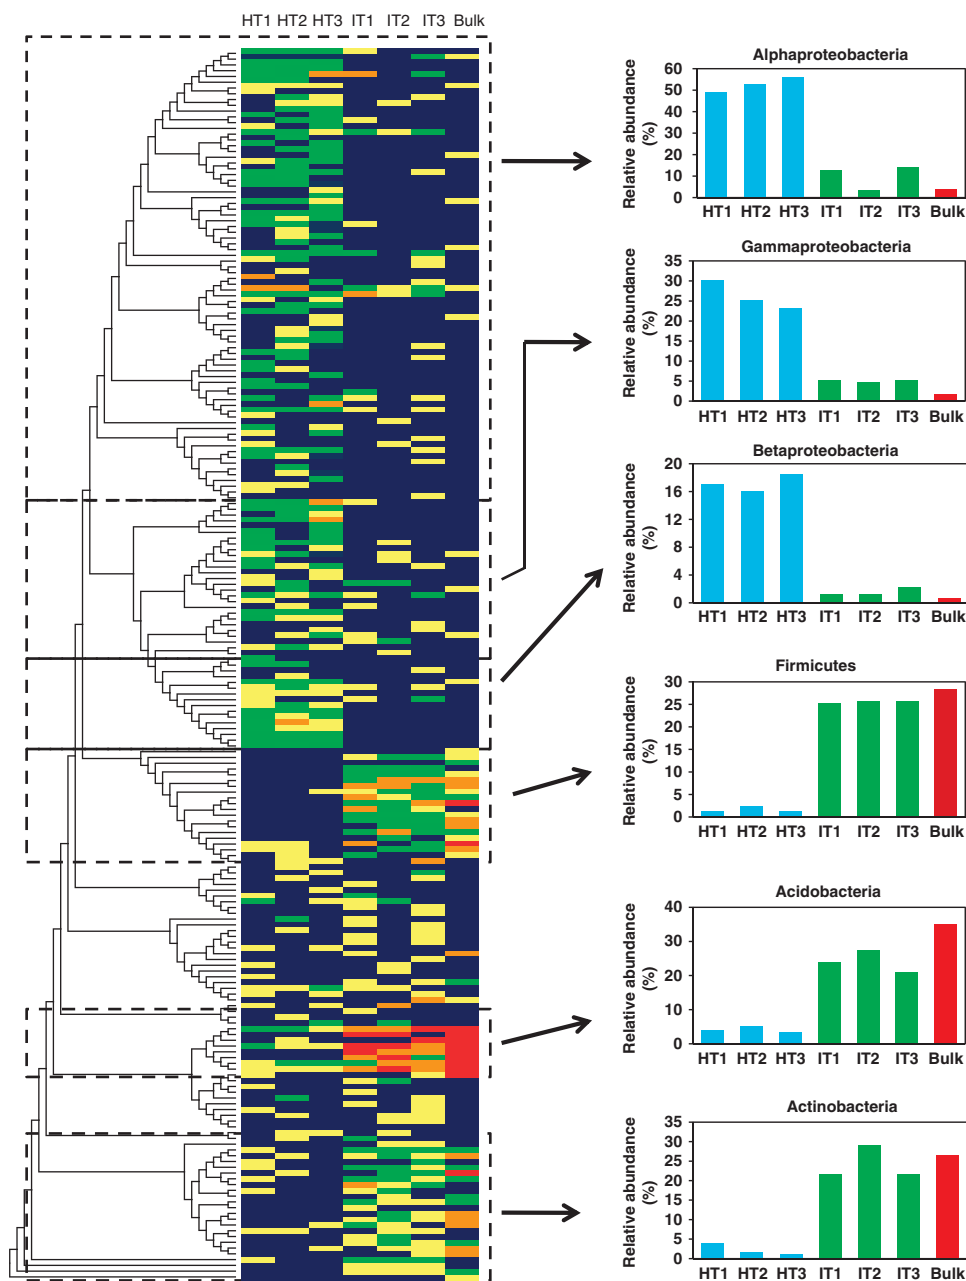 HT1 HT2 HT3 IT1 IT2 IT3 Bulk
Alphaproteobacteria
Relative abundance
(%)
60
50
40
30
20
10
0
HT1 HT2 HT3 IT1 IT2 IT3 Bulk
Gammaproteobacteria
Relative abundance
(%)
35
30
25
20
15
10
5
0
HT1 HT2 HT3 IT1 IT2 IT3 Bulk
Betaproteobacteria
Relative abundance
(%)
20
16
12
8
4
0
HT1 HT2 HT3 IT1 IT2 IT3 Bulk
Firmicutes
Relative abundance
(%)
30
25
20
15
10
5
0
HT1 HT2 HT3 IT1 IT2 IT3 Bulk
Acidobacteria
Relative abundance
(%)
40
30
20
10
0
HT1 HT2 HT3 IT1 IT2 IT3 Bulk
Actinobacteria
Relative abundance
(%)
35
30
25
20
15
10
5
0
HT1 HT2 HT3 IT1 IT2 IT3 Bulk